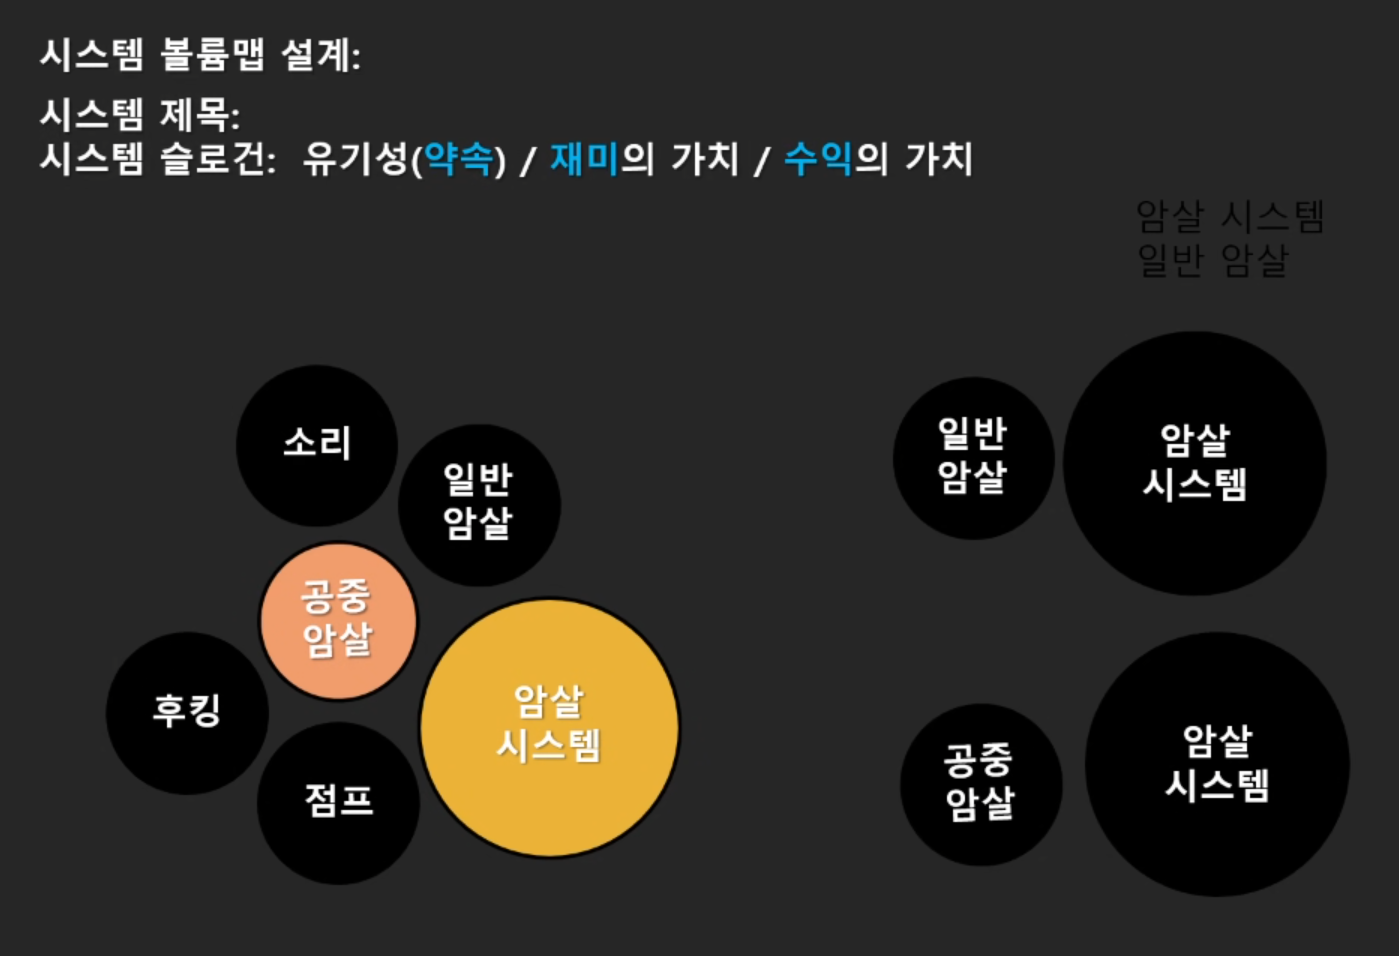 시스템 볼륨맵 설계:
시스템 제목:
시스템 슬로건: 유기성(약속) / 재미의 가치 / 수익의 가치
암살 시스템
일반 암살
소리
일반
암살
공중
암살
후킹
점프
암살
시스템
일반
암살
암살
시스템
공중
암살
암살
시스템